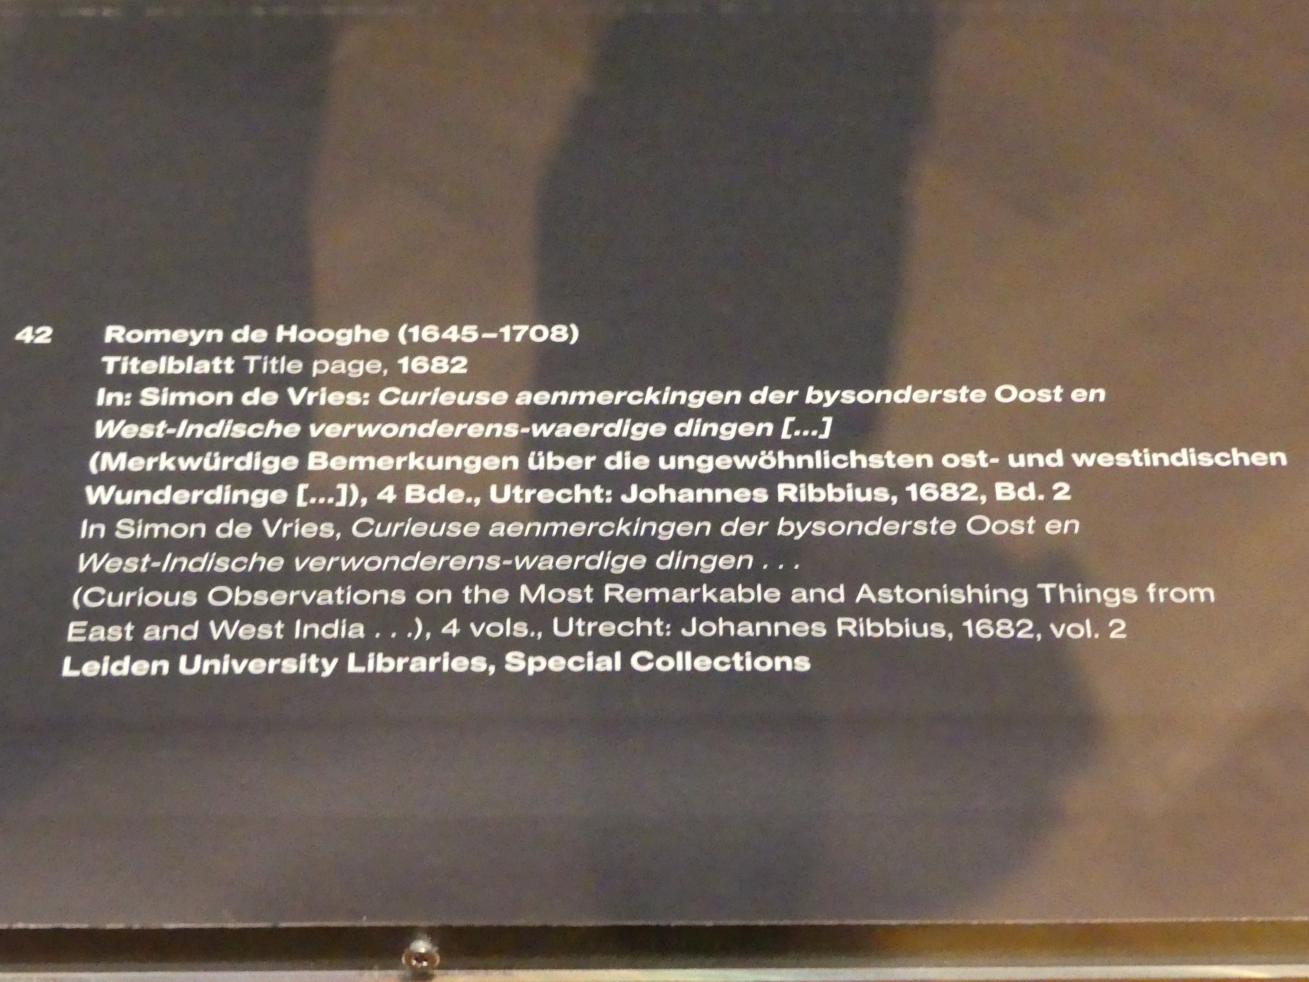 42 Romeyn de Hooghe (1645–1708)
Titelblatt Title page, 1682
In: Simon de Vries: Curieuse aenmerckingen der bysonderste Oost en
West-Indische verwonderens-waerdige dingen [...]
(Merkwürdige Bemerkungen über die ungewöhnlichsten ost- und westindischen
Wunderdinge [...]), 4 Bde., Utrecht: Johannes Ribbius, 1682, Bd. 2
In Simon de Vries, Curieuse aenmerckingen der bysonderste Oost en
West-Indische verwonderens-waerdige dingen . . .
(Curious Observations on the Most Remarkable and Astonishing Things from
East and West India . . .), 4 vols., Utrecht: Johannes Ribbius, 1682, vol. 2
Leiden University Libraries, Special Collections